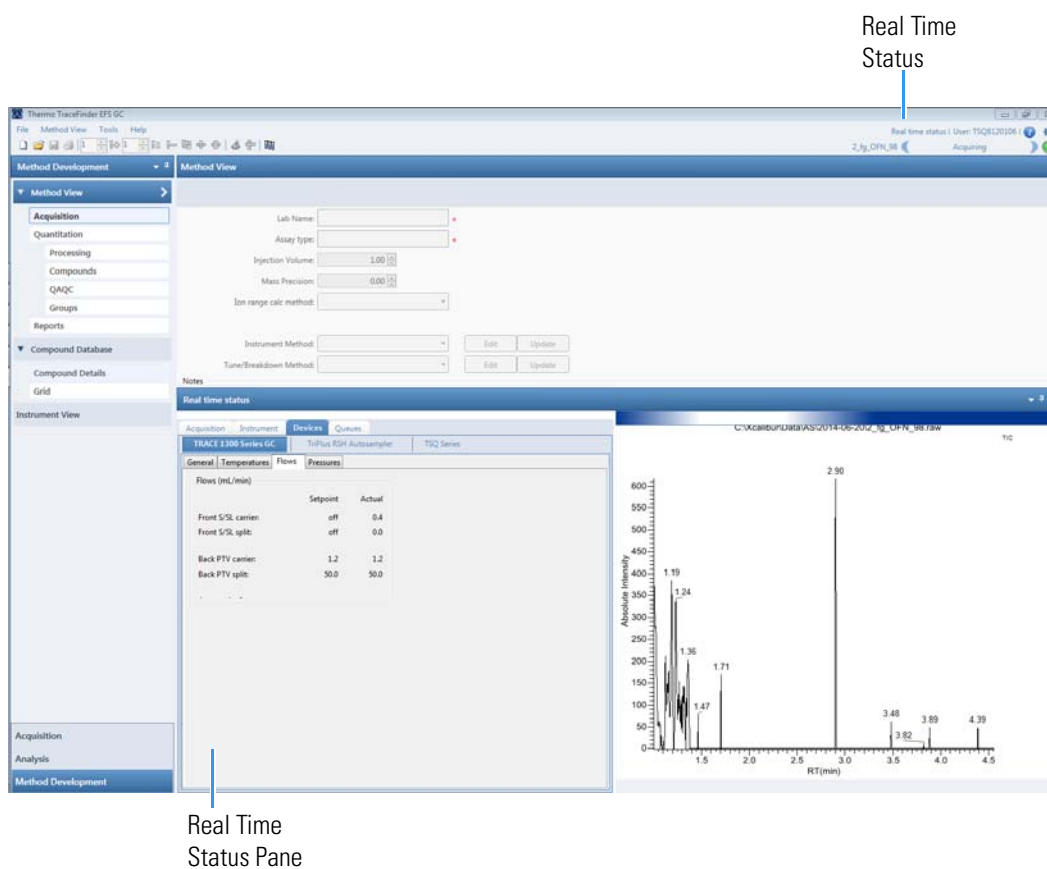 Real Time
Status
Thermo TraceFinder EFS GC
File Method View Tools Help
Real time status | User: TSQ8120106 |
1 1
2_fg_OFN_98 Acquiring
Method Development
Method View
Method View
Acquisition
Quantitation
Processing
Compounds
QAQC
Groups
Reports
Compound Database
Compound Details
Grid
Instrument View
Lab Name: *
Assay type: *
Injection Volume: 1.00
Mass Precision: 0.00
Ion range calc method:
Instrument Method: Edit Update
Tune/Breakdown Method: Edit Update
Notes
Real time status
Acquisition Instrument Devices Queues
TRACE 1300 Series GC TriPlus RSH Autosampler TSQ Series
General Temperatures Flows Pressures
Flows (mL/min)
Setpoint Actual
Front S/SL carrier: off 0.4
Front S/SL split: off 0.0
Back PTV carrier: 1.2 1.2
Back PTV split: 50.0 50.0
C:\Xcalibur\Data\AS\2014-06-20\2_fg_OFN_98.raw
TIC
Absolute Intensity
600
550
500
450
400
350
300
250
200
150
100
50
0
1.19
1.24
1.36
1.47
1.71
2.90
3.48
3.82
3.89
4.39
1.5 2.0 2.5 3.0 3.5 4.0 4.5
RT(min)
Acquisition
Analysis
Method Development
Real Time
Status Pane